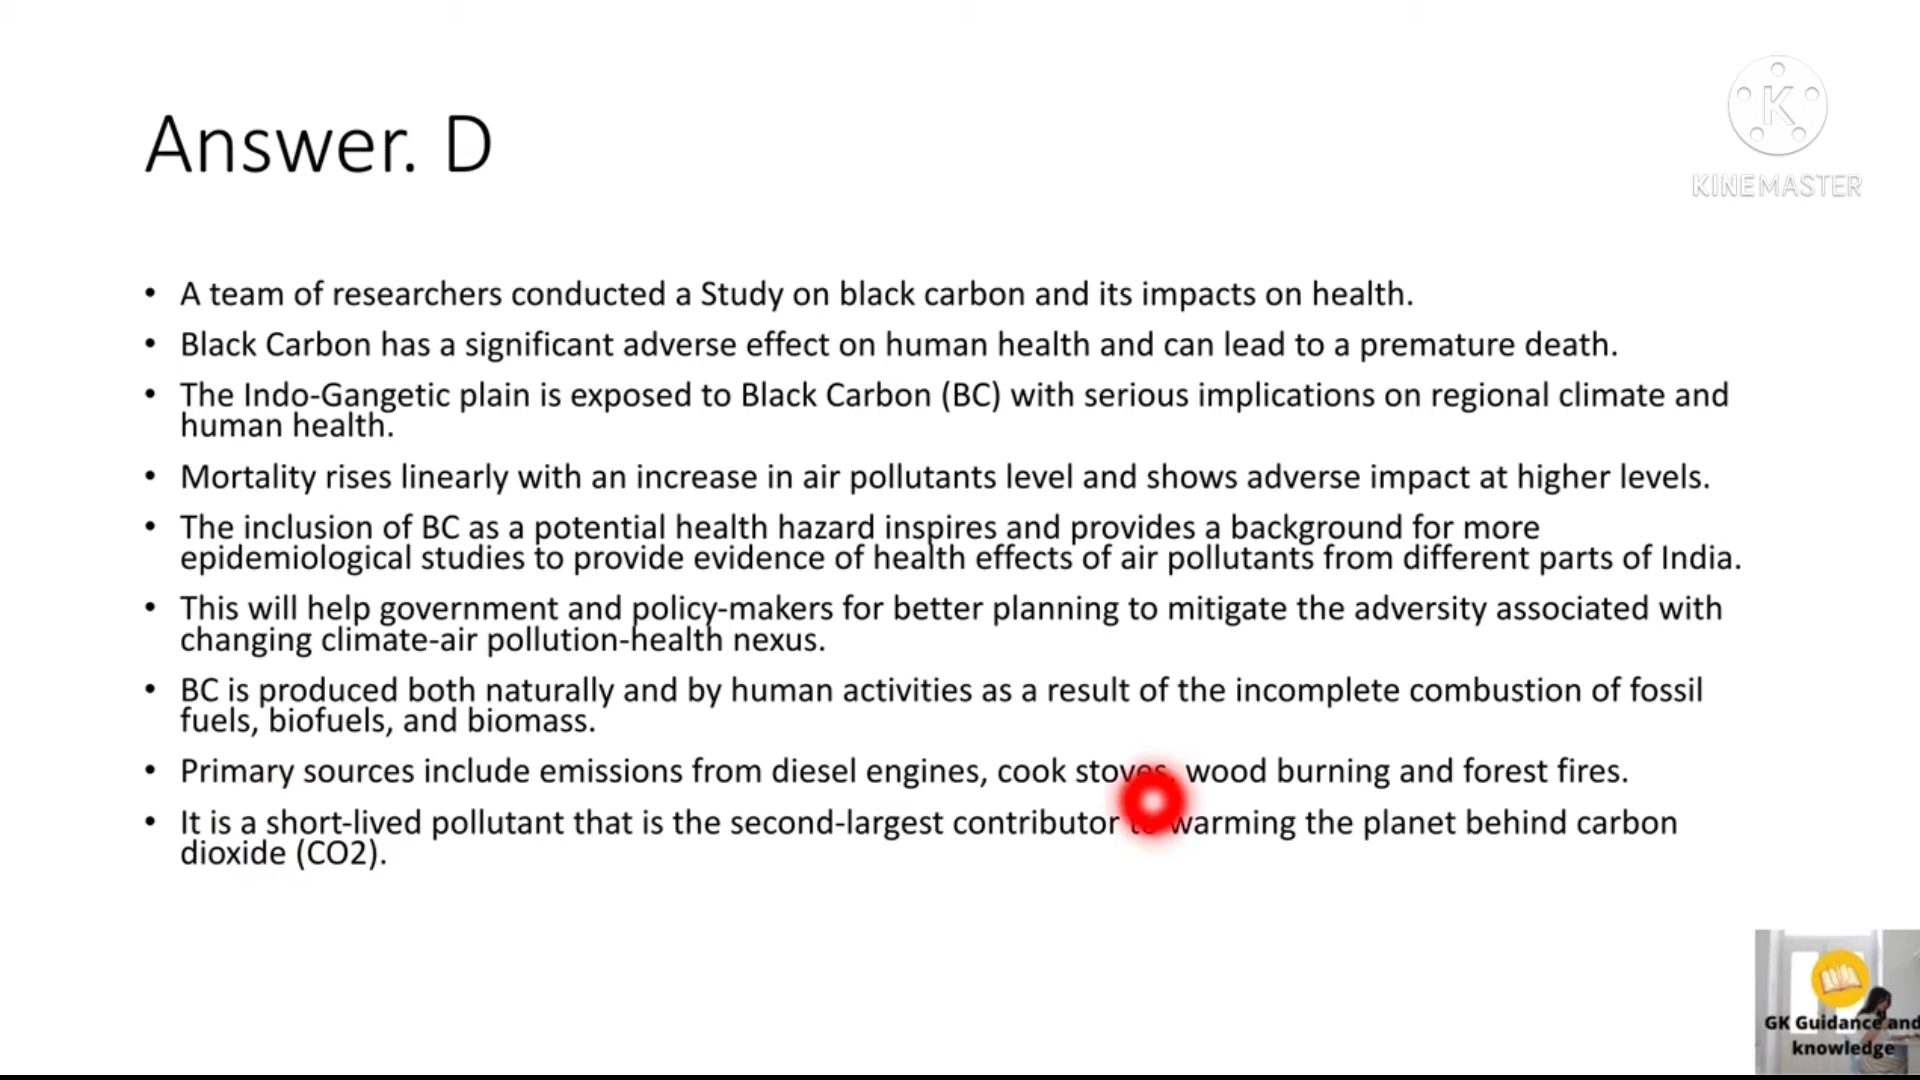 Answer. D
K
KINEMASTER
• A team of researchers conducted a Study on black carbon and its impacts on health.
• Black Carbon has a significant adverse effect on human health and can lead to a premature death.
• The Indo-Gangetic plain is exposed to Black Carbon (BC) with serious implications on regional climate and
human health.
• Mortality rises linearly with an increase in air pollutants level and shows adverse impact at higher levels.
• The inclusion of BC as a potential health hazard inspires and provides a background for more
epidemiological studies to provide evidence of health effects of air pollutants from different parts of India.
• This will help government and policy-makers for better planning to mitigate the adversity associated with
changing climate-air pollution-health nexus.
• BC is produced both naturally and by human activities as a result of the incomplete combustion of fossil
fuels, biofuels, and biomass.
• Primary sources include emissions from diesel engines, cook stoves, wood burning and forest fires.
• It is a short-lived pollutant that is the second-largest contributor to warming the planet behind carbon
dioxide (CO2).
GK Guidance and
knowledge